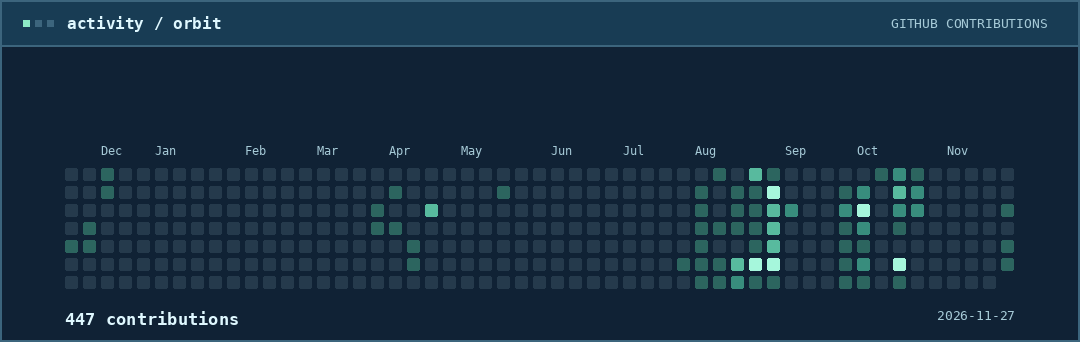 activity / orbit
GITHUB CONTRIBUTIONS
Dec Jan Feb Mar Apr May Jun Jul Aug Sep Oct Nov
447 contributions
2026-11-27